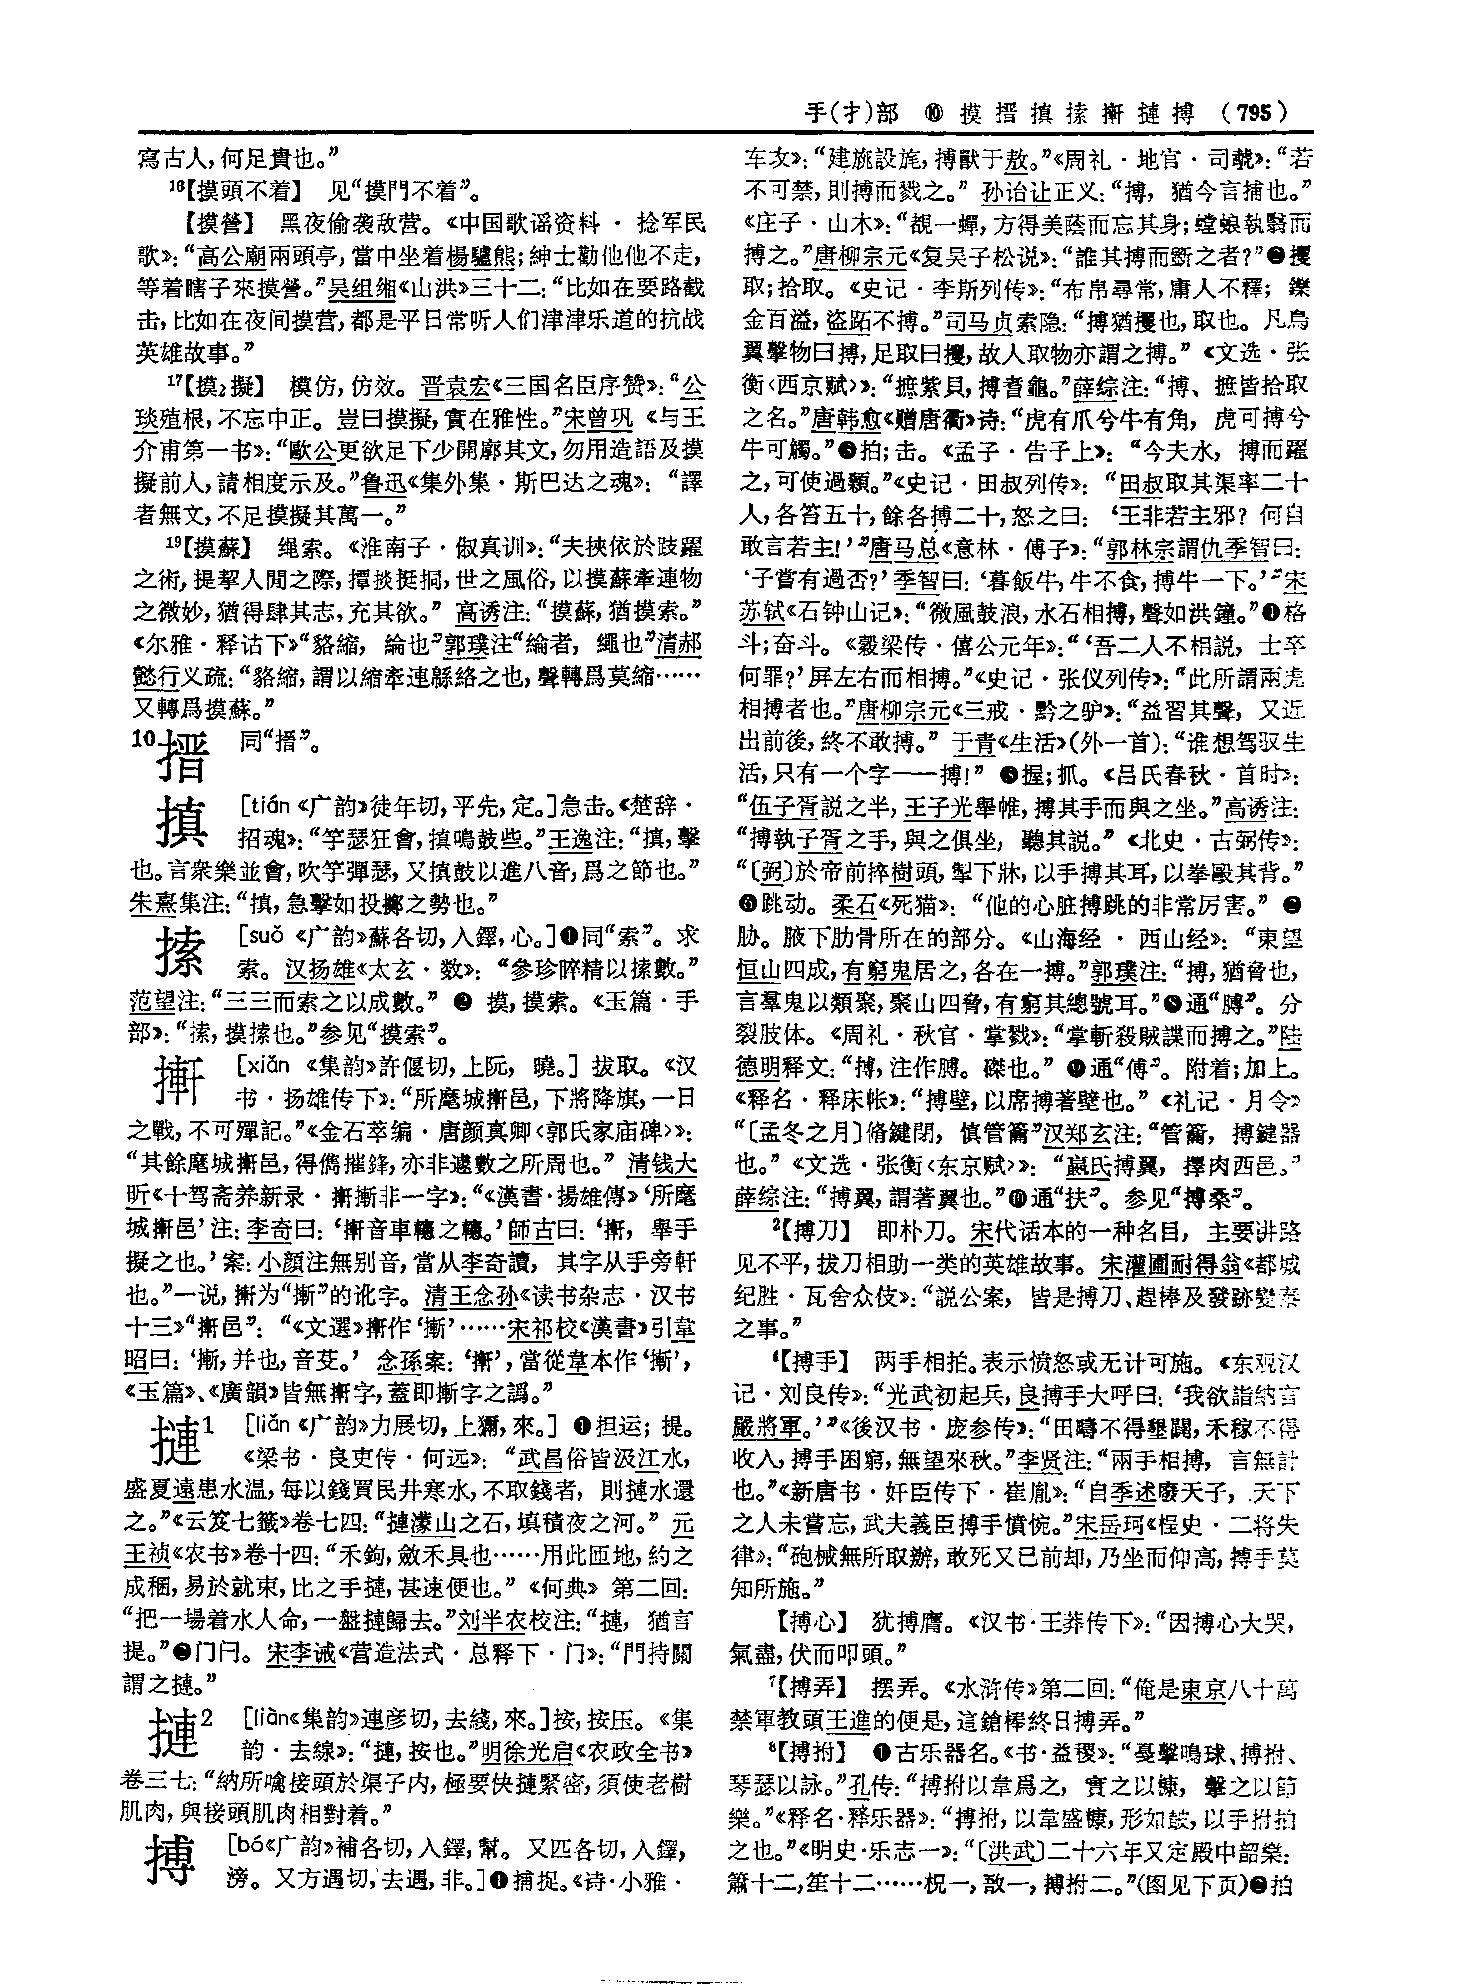 手(扌)部 ⑩ 摸㨙搷搎㨥摙搏 (795)
寫古人,何足貴也。”
¹⁶【摸頭不着】 见“摸門不着”。
【摸營】 黑夜偷袭敌营。《中国歌谣资料·捻军民
歌》:“高公廟兩頭亭,當中坐着楊驢熊;紳士勸他他不走,
等着瞎子來摸營。”吴组缃《山洪》三十二:“比如在要路截
击,比如在夜间摸营,都是平日常听人们津津乐道的抗战
英雄故事。”
¹⁷【摸₂擬】 模仿,仿效。晋袁宏《三国名臣序赞》:“公
琰殖根,不忘中正。豈曰摸擬,實在雅性。”宋曾巩《与王
介甫第一书》:“歐公更欲足下少開廓其文,勿用造語及摸
擬前人,請相度示及。”鲁迅《集外集·斯巴达之魂》:“譯
者無文,不足摸擬其萬一。”
¹⁹【摸蘇】 绳索。《淮南子·俶真训》:“夫挾依於跂躍
之術,提挈人閒之際,撢掞挺挏,世之風俗,以摸蘇牽連物
之微妙,猶得肆其志,充其欲。” 高诱注:“摸蘇,猶摸索。”
《尔雅·释诂下》“貉縮,綸也”郭璞注“綸者,繩也”清郝
懿行义疏:“貉縮,謂以縮牽連緜絡之也,聲轉爲莫縮……
又轉爲摸蘇。”
10 搢 同“搢”。
搷 [tián《广韵》徒年切,平先,定。]急击。《楚辞·
招魂》:“竽瑟狂會,搷鳴鼓些。”王逸注:“搷,擊
也。言衆樂並會,吹竽彈瑟,又搷鼓以進八音,爲之節也。”
朱熹集注:“搷,急擊如投擲之勢也。”
搎 [suǒ《广韵》蘇各切,入鐸,心。]❶同“索”。求
索。汉扬雄《太玄·数》:“參珍睟精以搎數。”
范望注:“三三而索之以成數。” ❷ 摸,摸索。《玉篇·手
部》:“搎,摸搎也。”参见“摸索”。
㨥 [xiǎn《集韵》許偃切,上阮,曉。] 拔取。《汉
书·扬雄传下》:“所麾城㨥邑,下將降旗,一日
之戰,不可殫記。”《金石萃编·唐颜真卿〈郭氏家庙碑〉》:
“其餘麾城㨥邑,得儁摧鋒,亦非遽數之所周也。” 清钱大
昕《十驾斋养新录·㨥摲非一字》:“《漢書·揚雄傳》‘所麾
城㨥邑’注:李奇曰:‘㨥音車幰之幰。’師古曰:‘㨥,舉手
擬之也。’案:小顔注無别音,當从李奇讀,其字从手旁軒
也。”一说,㨥为“摲”的讹字。清王念孙《读书杂志·汉书
十三》“㨥邑”:“《文選》㨥作‘摲’……宋祁校《漢書》引韋
昭曰:‘摲,并也,音芟。’念孫案:‘㨥’,當從韋本作‘摲’,
《玉篇》、《廣韻》皆無㨥字,蓋即摲字之譌。”
摙¹ [liǎn《广韵》力展切,上獮,來。] ❶担运;提。
《梁书·良吏传·何远》:“武昌俗皆汲江水,
盛夏遠患水温,每以錢買民井寒水,不取錢者,則摙水還
之。”《云笈七籤》卷七四:“摙濛山之石,填積夜之河。” 元
王祯《农书》卷十四:“禾鉤,斂禾具也……用此匝地,約之
成稛,易於就束,比之手摙,甚速便也。”《何典》第二回:
“把一場着水人命,一盤摙歸去。”刘半农校注:“摙,猶言
提。”❷门闩。宋李诫《营造法式·总释下·门》:“門持關
謂之摙。”
摙² [liàn《集韵》連彦切,去綫,來。]按,按压。《集
韵·去線》:“摙,按也。”明徐光启《农政全书》
卷三七:“納所噙接頭於渠子内,極要快摙緊密,須使老樹
肌肉,與接頭肌肉相對着。”
搏 [bó《广韵》補各切,入鐸,幫。又匹各切,入鐸,
滂。又方遇切,去遇,非。]❶捕捉。《诗·小雅·
车攻》:“建旐設旄,搏獸于敖。”《周礼·地官·司虣》:“若
不可禁,則搏而戮之。” 孙诒让正义:“搏,猶今言捕也。”
《庄子·山木》:“覩一蟬,方得美蔭而忘其身;螳蜋執翳而
搏之。”唐柳宗元《复吴子松说》:“誰其搏而斲之者?”❷攫
取;拾取。《史记·李斯列传》:“布帛尋常,庸人不釋;鑠
金百溢,盗跖不搏。”司马贞索隐:“搏猶攫也,取也。凡鳥
翼擊物曰搏,足取曰攫,故人取物亦謂之搏。”《文选·张
衡〈西京赋〉》:“摭紫貝,搏耆龜。”薛综注:“搏、摭皆拾取
之名。”唐韩愈《赠唐衢》诗:“虎有爪兮牛有角,虎可搏兮
牛可觸。”❸拍;击。《孟子·告子上》:“今夫水,搏而躍
之,可使過顙。”《史记·田叔列传》:“田叔取其渠率二十
人,各笞五十,餘各搏二十,怒之曰:‘王非若主邪?何自
敢言若主!’”唐马总《意林·傅子》:“郭林宗謂仇季智曰:
‘子嘗有過否?’季智曰:‘暮飯牛,牛不食,搏牛一下。’”宋
苏轼《石钟山记》:“微風鼓浪,水石相搏,聲如洪鐘。”❹格
斗;奋斗。《穀梁传·僖公元年》:“‘吾二人不相説,士卒
何罪?’屏左右而相搏。”《史记·张仪列传》:“此所謂兩虎
相搏者也。”唐柳宗元《三戒·黔之驴》:“益習其聲,又近
出前後,終不敢搏。” 于青《生活》(外一首):“谁想驾驭生
活,只有一个字——搏!” ❺握;抓。《吕氏春秋·首时》:
“伍子胥説之半,王子光舉帷,搏其手而與之坐。”高诱注:
“搏執子胥之手,與之俱坐,聽其説。”《北史·古弼传》:
“〔弼〕於帝前捽樹頭,掣下牀,以手搏其耳,以拳毆其背。”
❻跳动。柔石《死猫》:“他的心脏搏跳的非常厉害。” ❼
胁。腋下肋骨所在的部分。《山海经·西山经》:“東望
恒山四成,有窮鬼居之,各在一搏。”郭璞注:“搏,猶脅也,
言羣鬼以類聚,聚山四脅,有窮其總號耳。”❽通“膊”。分
裂肢体。《周礼·秋官·掌戮》:“掌斬殺賊諜而搏之。”陆
德明释文:“搏,注作膊。磔也。” ❾通“傅”。附着;加上。
《释名·释床帐》:“搏壁,以席搏著壁也。”《礼记·月令》
“〔孟冬之月〕脩鍵閉,慎管籥”汉郑玄注:“管籥,搏鍵器
也。”《文选·张衡〈东京赋〉》:“嬴氏搏翼,擇肉西邑。”
薛综注:“搏翼,謂著翼也。”❿通“扶”。参见“搏桑”。
²【搏刀】 即朴刀。宋代话本的一种名目,主要讲路
见不平,拔刀相助一类的英雄故事。宋灌圃耐得翁《都城
纪胜·瓦舍众伎》:“説公案,皆是搏刀、趕棒及發跡變泰
之事。”
⁴【搏手】 两手相拍。表示愤怒或无计可施。《东观汉
记·刘良传》:“光武初起兵,良搏手大呼曰:‘我欲詣納言
嚴將軍。’”《後汉书·庞参传》:“田疇不得墾闢,禾稼不得
收入,搏手困窮,無望來秋。”李贤注:“兩手相搏,言無計
也。”《新唐书·奸臣传下·崔胤》:“自季述廢天子,天下
之人未嘗忘,武夫義臣搏手憤惋。”宋岳珂《桯史·二将失
律》:“砲械無所取辦,敢死又已前却,乃坐而仰高,搏手莫
知所施。”
【搏心】 犹搏膺。《汉书·王莽传下》:“因搏心大哭,
氣盡,伏而叩頭。”
⁷【搏弄】 摆弄。《水浒传》第二回:“俺是東京八十萬
禁軍教頭王進的便是,這鎗棒終日搏弄。”
⁸【搏拊】 ❶古乐器名。《书·益稷》:“戛擊鳴球、搏拊、
琴瑟以詠。”孔传:“搏拊以韋爲之,實之以糠,擊之以節
樂。”《释名·释乐器》:“搏拊,以韋盛糠,形如鼓,以手拊拍
之也。”《明史·乐志一》:“〔洪武〕二十六年又定殿中韶樂:
簫十二,笙十二……柷一,敔一,搏拊二。”(图见下页)❷拍